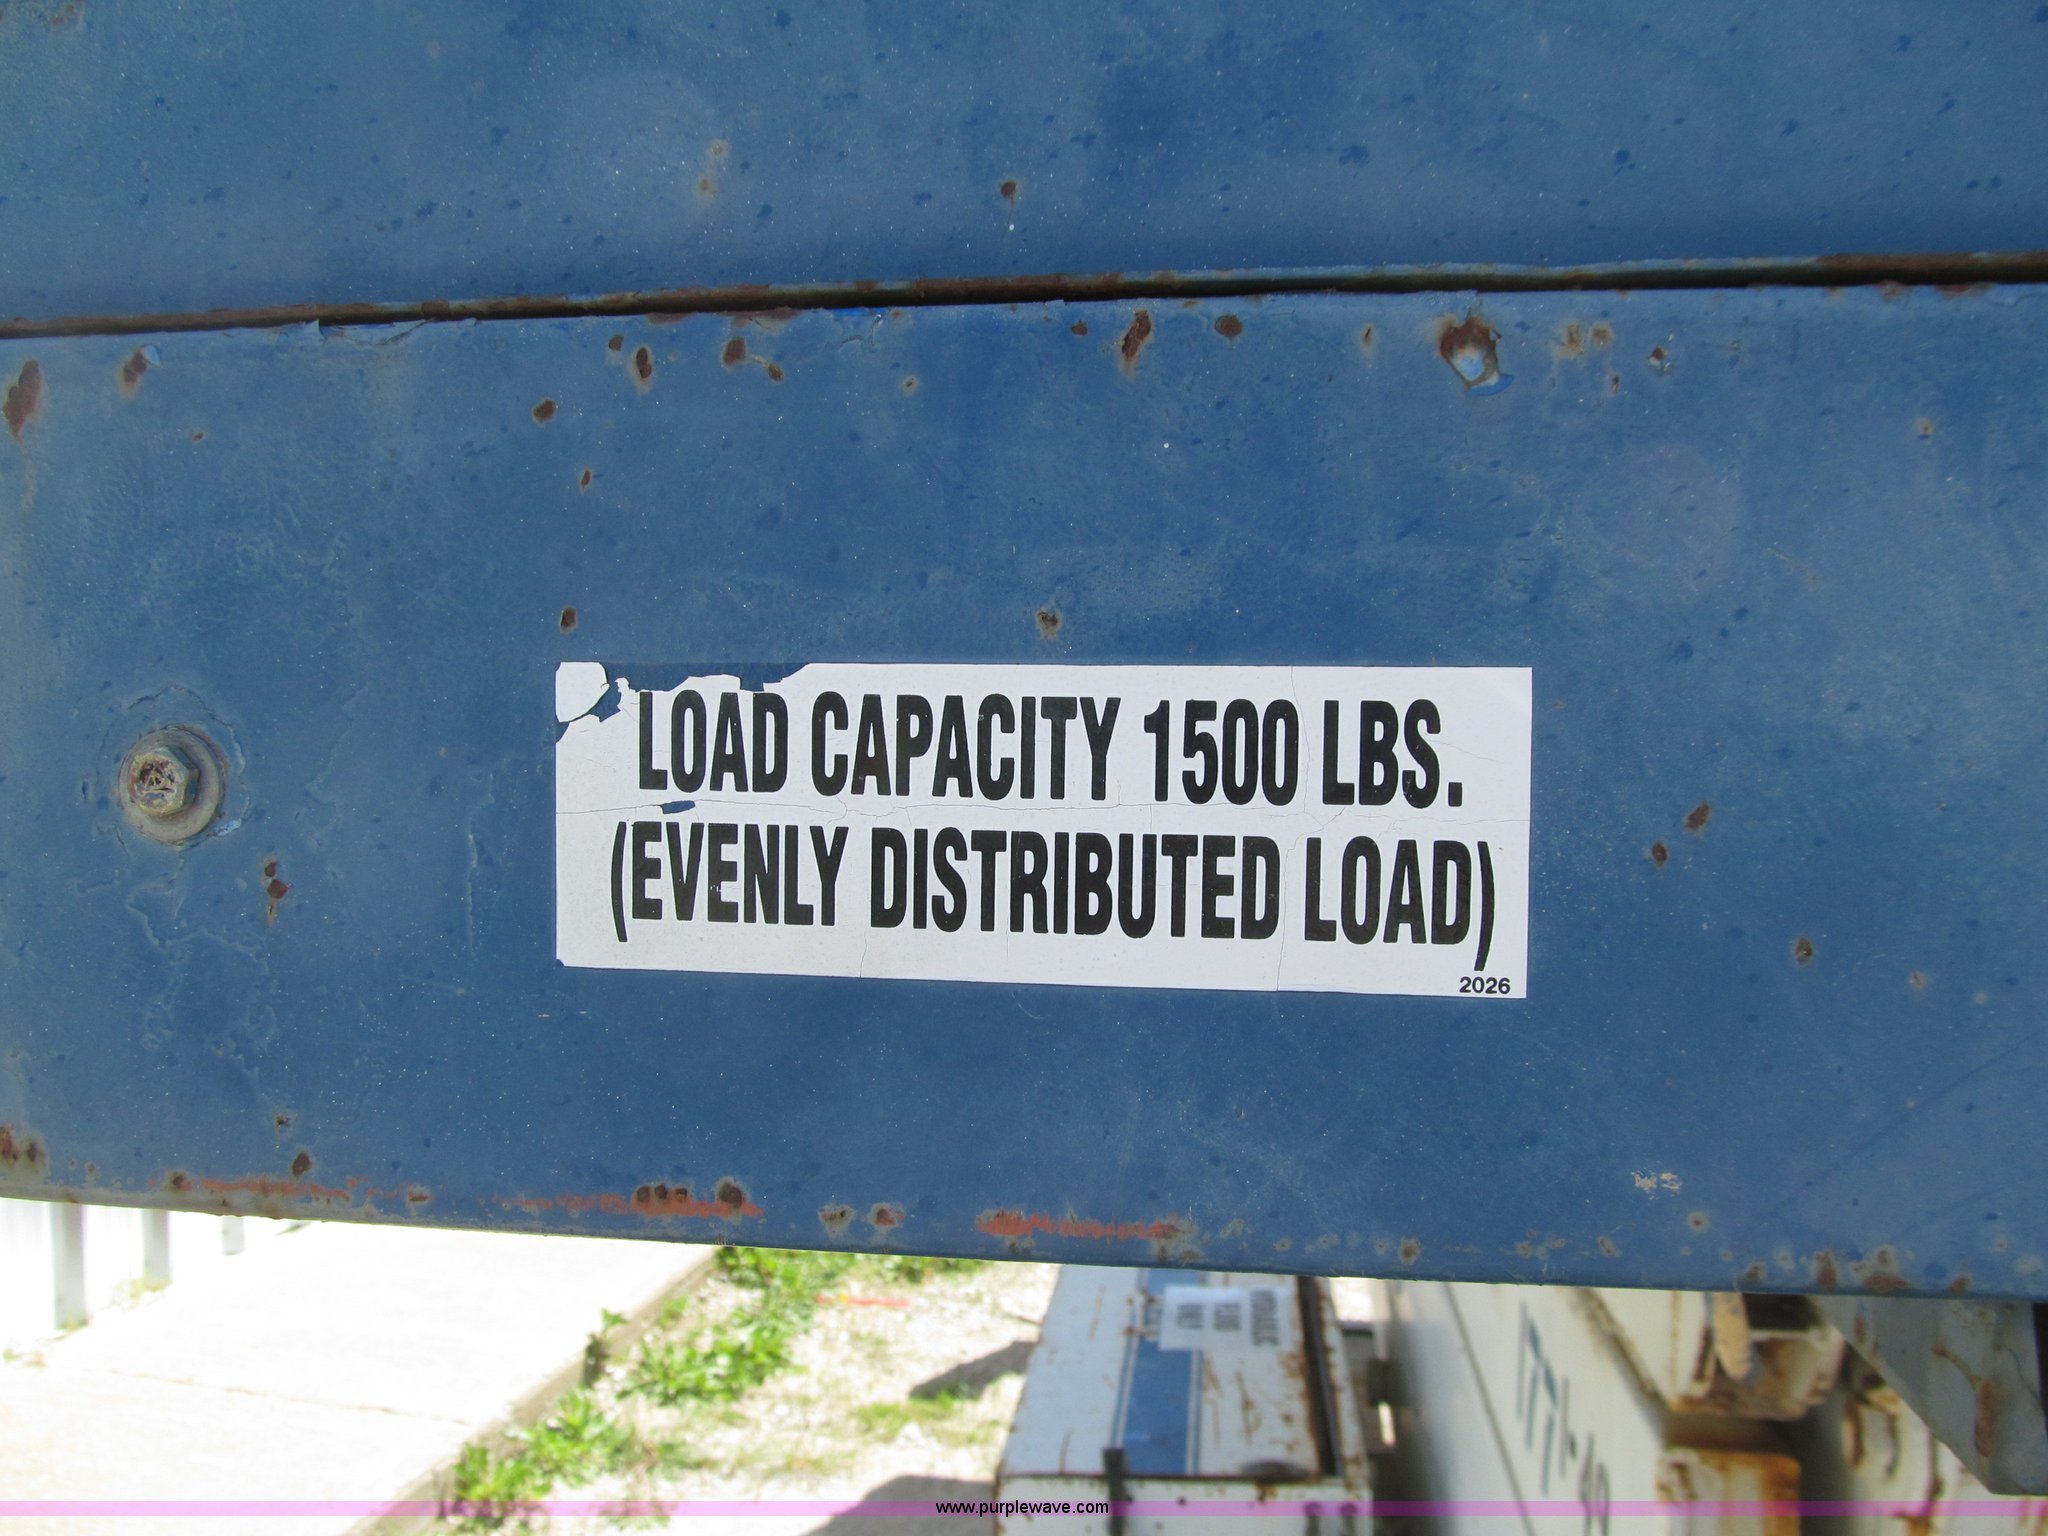 LOAD CAPACITY 1500 LBS.
(EVENLY DISTRIBUTED LOAD)
2026
www.purplewave.com